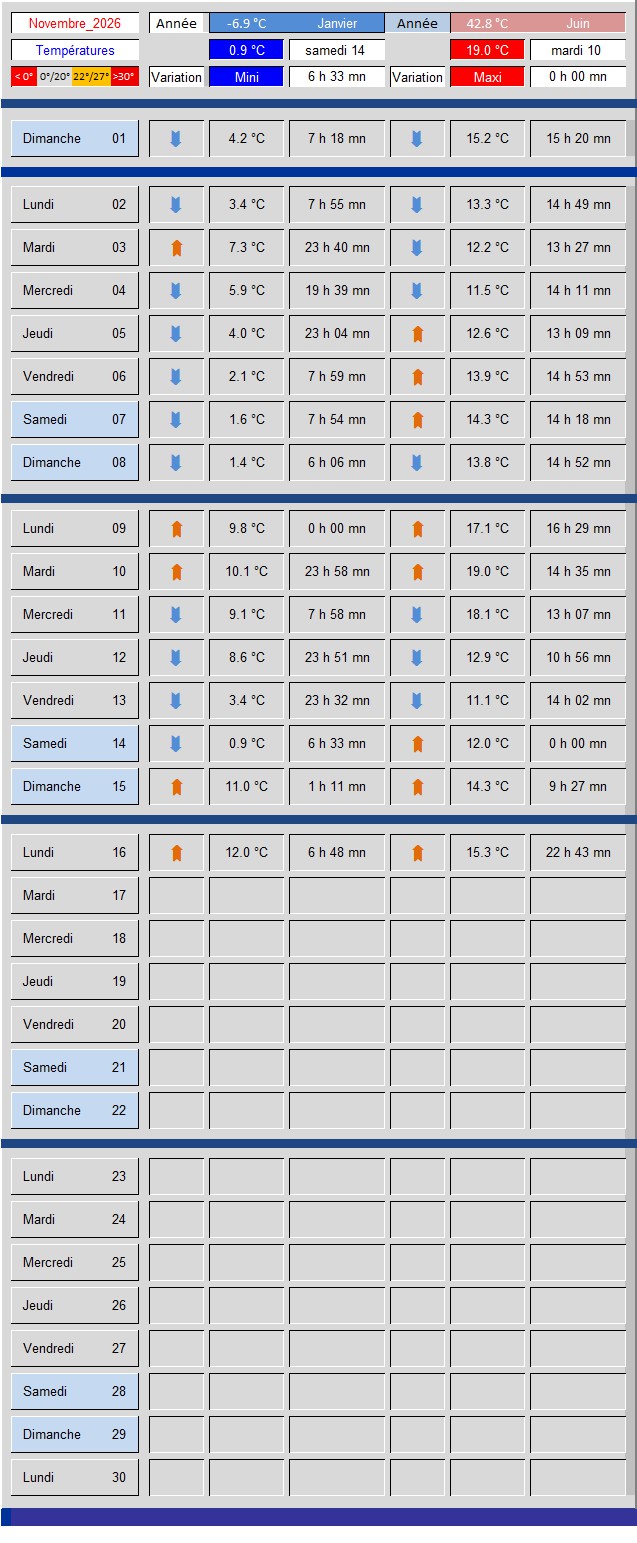 Novembre_2026 Année -6.9 °C Janvier Année 42.8 °C Juin
Températures 0.9 °C samedi 14 19.0 °C mardi 10
< 0° 0°/20° 22°/27° >30° Variation Mini 6 h 33 mn Variation Maxi 0 h 00 mn
Dimanche 01 4.2 °C 7 h 18 mn 15.2 °C 15 h 20 mn
Lundi 02 3.4 °C 7 h 55 mn 13.3 °C 14 h 49 mn
Mardi 03 7.3 °C 23 h 40 mn 12.2 °C 13 h 27 mn
Mercredi 04 5.9 °C 19 h 39 mn 11.5 °C 14 h 11 mn
Jeudi 05 4.0 °C 23 h 04 mn 12.6 °C 13 h 09 mn
Vendredi 06 2.1 °C 7 h 59 mn 13.9 °C 14 h 53 mn
Samedi 07 1.6 °C 7 h 54 mn 14.3 °C 14 h 18 mn
Dimanche 08 1.4 °C 6 h 06 mn 13.8 °C 14 h 52 mn
Lundi 09 9.8 °C 0 h 00 mn 17.1 °C 16 h 29 mn
Mardi 10 10.1 °C 23 h 58 mn 19.0 °C 14 h 35 mn
Mercredi 11 9.1 °C 7 h 58 mn 18.1 °C 13 h 07 mn
Jeudi 12 8.6 °C 23 h 51 mn 12.9 °C 10 h 56 mn
Vendredi 13 3.4 °C 23 h 32 mn 11.1 °C 14 h 02 mn
Samedi 14 0.9 °C 6 h 33 mn 12.0 °C 0 h 00 mn
Dimanche 15 11.0 °C 1 h 11 mn 14.3 °C 9 h 27 mn
Lundi 16 12.0 °C 6 h 48 mn 15.3 °C 22 h 43 mn
Mardi 17
Mercredi 18
Jeudi 19
Vendredi 20
Samedi 21
Dimanche 22
Lundi 23
Mardi 24
Mercredi 25
Jeudi 26
Vendredi 27
Samedi 28
Dimanche 29
Lundi 30